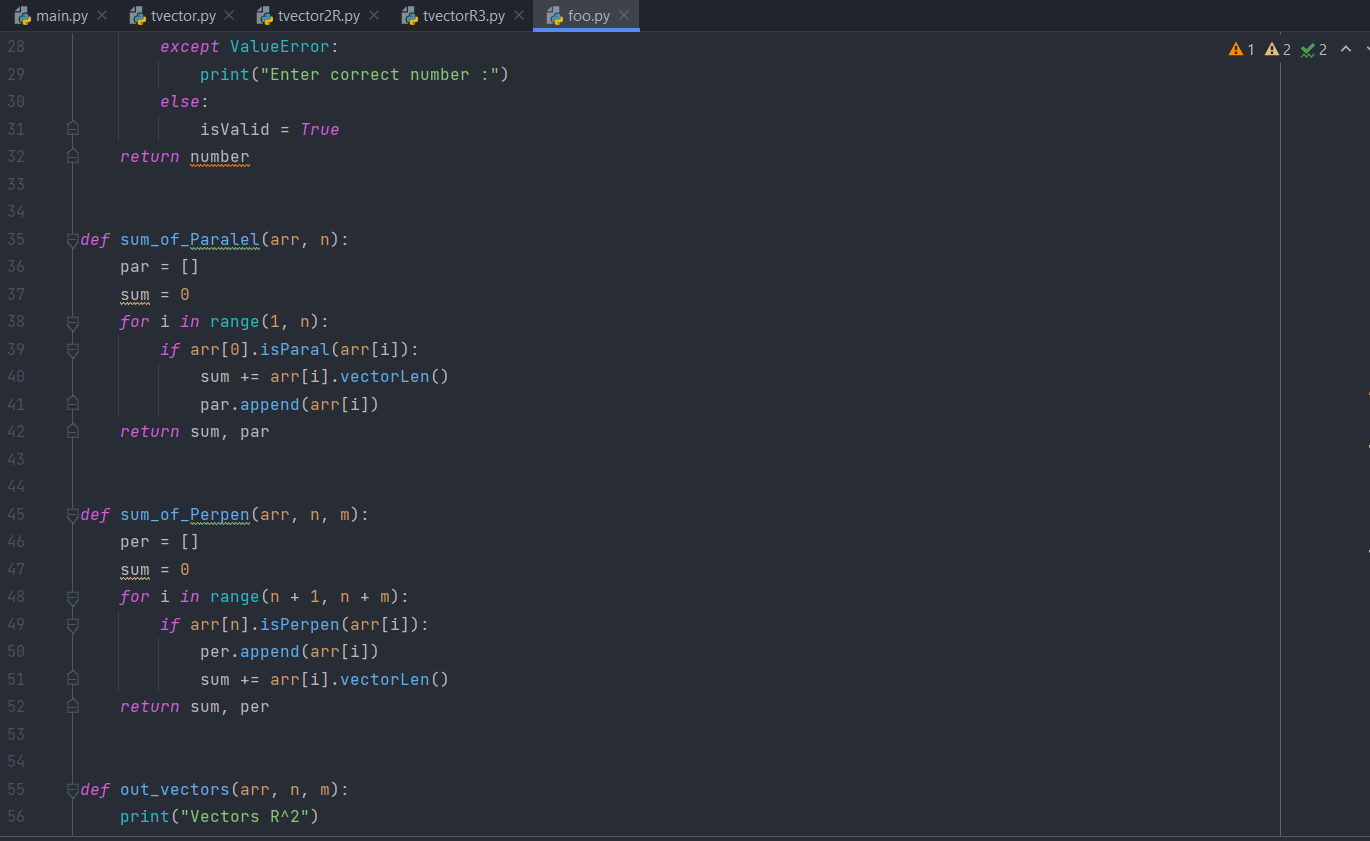 main.py tvector.py tvector2R.py tvectorR3.py foo.py
1 2 2
28 except ValueError:
29 print("Enter correct number :")
30 else:
31 isValid = True
32 return number
33
34
35 def sum_of_Paralel(arr, n):
36 par = []
37 sum = 0
38 for i in range(1, n):
39 if arr[0].isParal(arr[i]):
40 sum += arr[i].vectorLen()
41 par.append(arr[i])
42 return sum, par
43
44
45 def sum_of_Perpen(arr, n, m):
46 per = []
47 sum = 0
48 for i in range(n + 1, n + m):
49 if arr[n].isPerpen(arr[i]):
50 per.append(arr[i])
51 sum += arr[i].vectorLen()
52 return sum, per
53
54
55 def out_vectors(arr, n, m):
56 print("Vectors R^2")